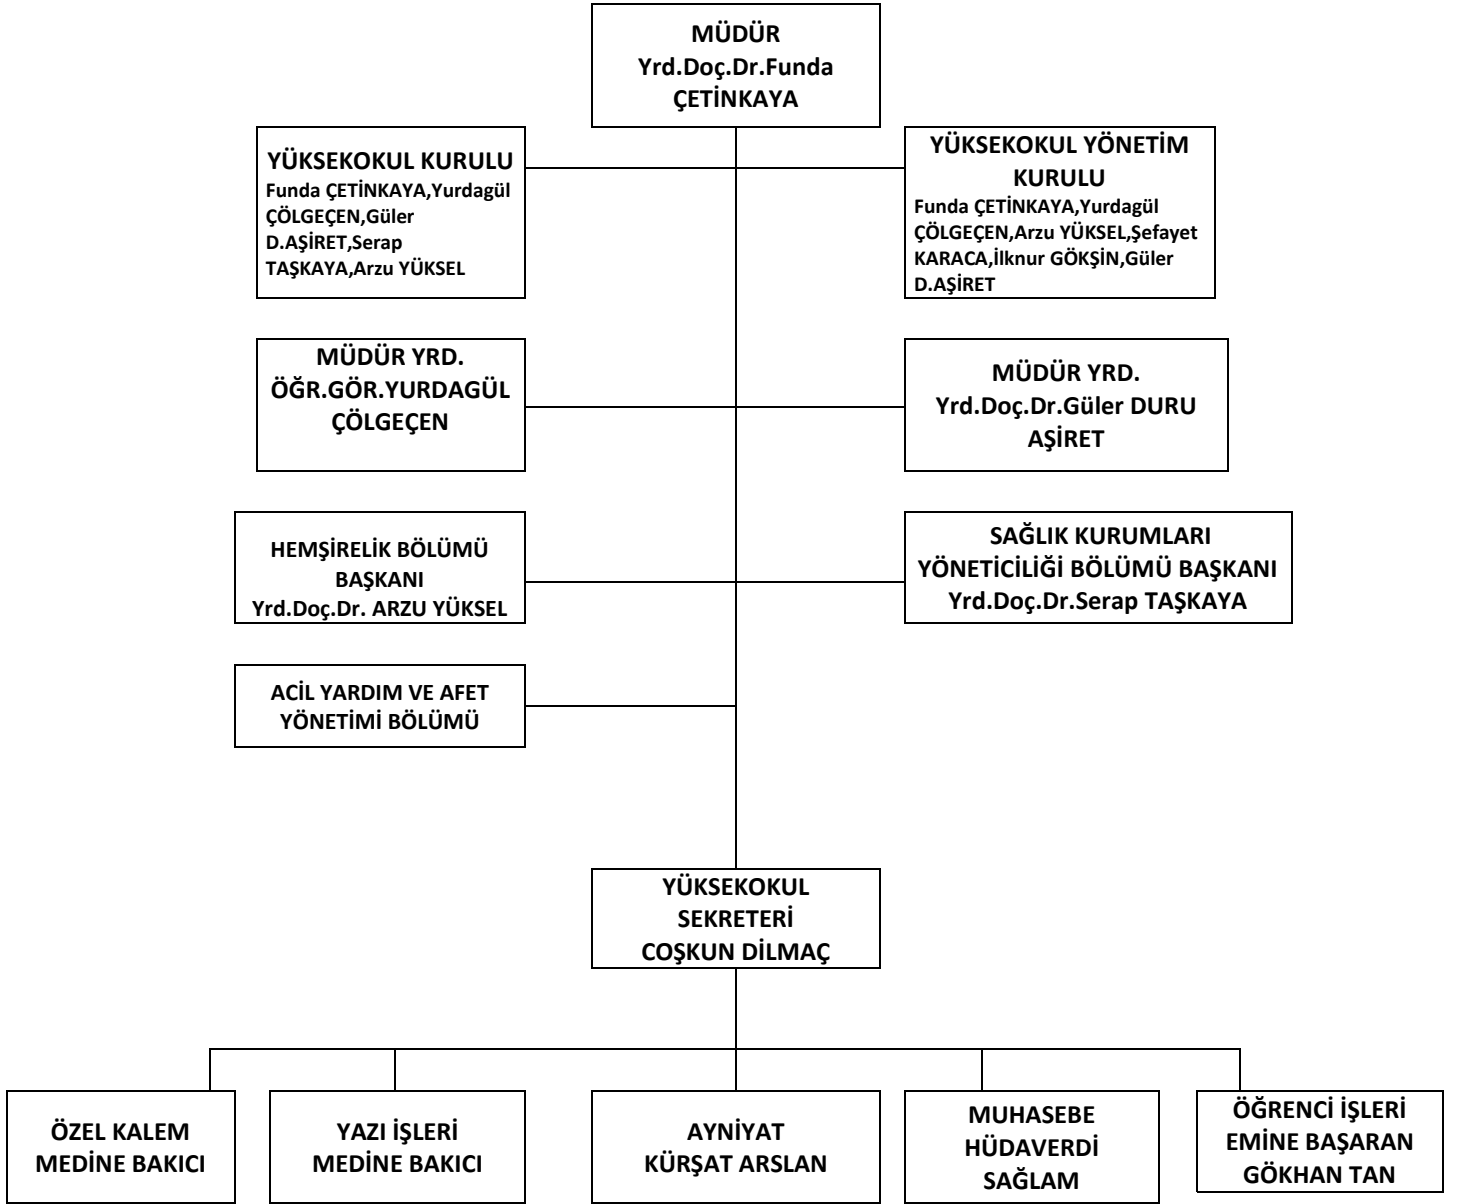 MÜDÜR
Yrd.Doç.Dr.Funda
ÇETİNKAYA
YÜKSEKOKUL KURULU
Funda ÇETİNKAYA,Yurdagül
ÇÖLGEÇEN,Güler
D.AŞİRET,Serap
TAŞKAYA,Arzu YÜKSEL
YÜKSEKOKUL YÖNETİM
KURULU
Funda ÇETİNKAYA,Yurdagül
ÇÖLGEÇEN,Arzu YÜKSEL,Şefayet
KARACA,İlknur GÖKŞİN,Güler
D.AŞİRET
MÜDÜR YRD.
ÖĞR.GÖR.YURDAGÜL
ÇÖLGEÇEN
MÜDÜR YRD.
Yrd.Doç.Dr.Güler DURU
AŞİRET
HEMŞİRELİK BÖLÜMÜ
BAŞKANI
Yrd.Doç.Dr. ARZU YÜKSEL
SAĞLIK KURUMLARI
YÖNETİCİLİĞİ BÖLÜMÜ BAŞKANI
Yrd.Doç.Dr.Serap TAŞKAYA
ACİL YARDIM VE AFET
YÖNETİMİ BÖLÜMÜ
YÜKSEKOKUL
SEKRETERİ
COŞKUN DİLMAÇ
ÖZEL KALEM
MEDİNE BAKICI
YAZI İŞLERİ
MEDİNE BAKICI
AYNİYAT
KÜRŞAT ARSLAN
MUHASEBE
HÜDAVERDİ
SAĞLAM
ÖĞRENCİ İŞLERİ
EMİNE BAŞARAN
GÖKHAN TAN